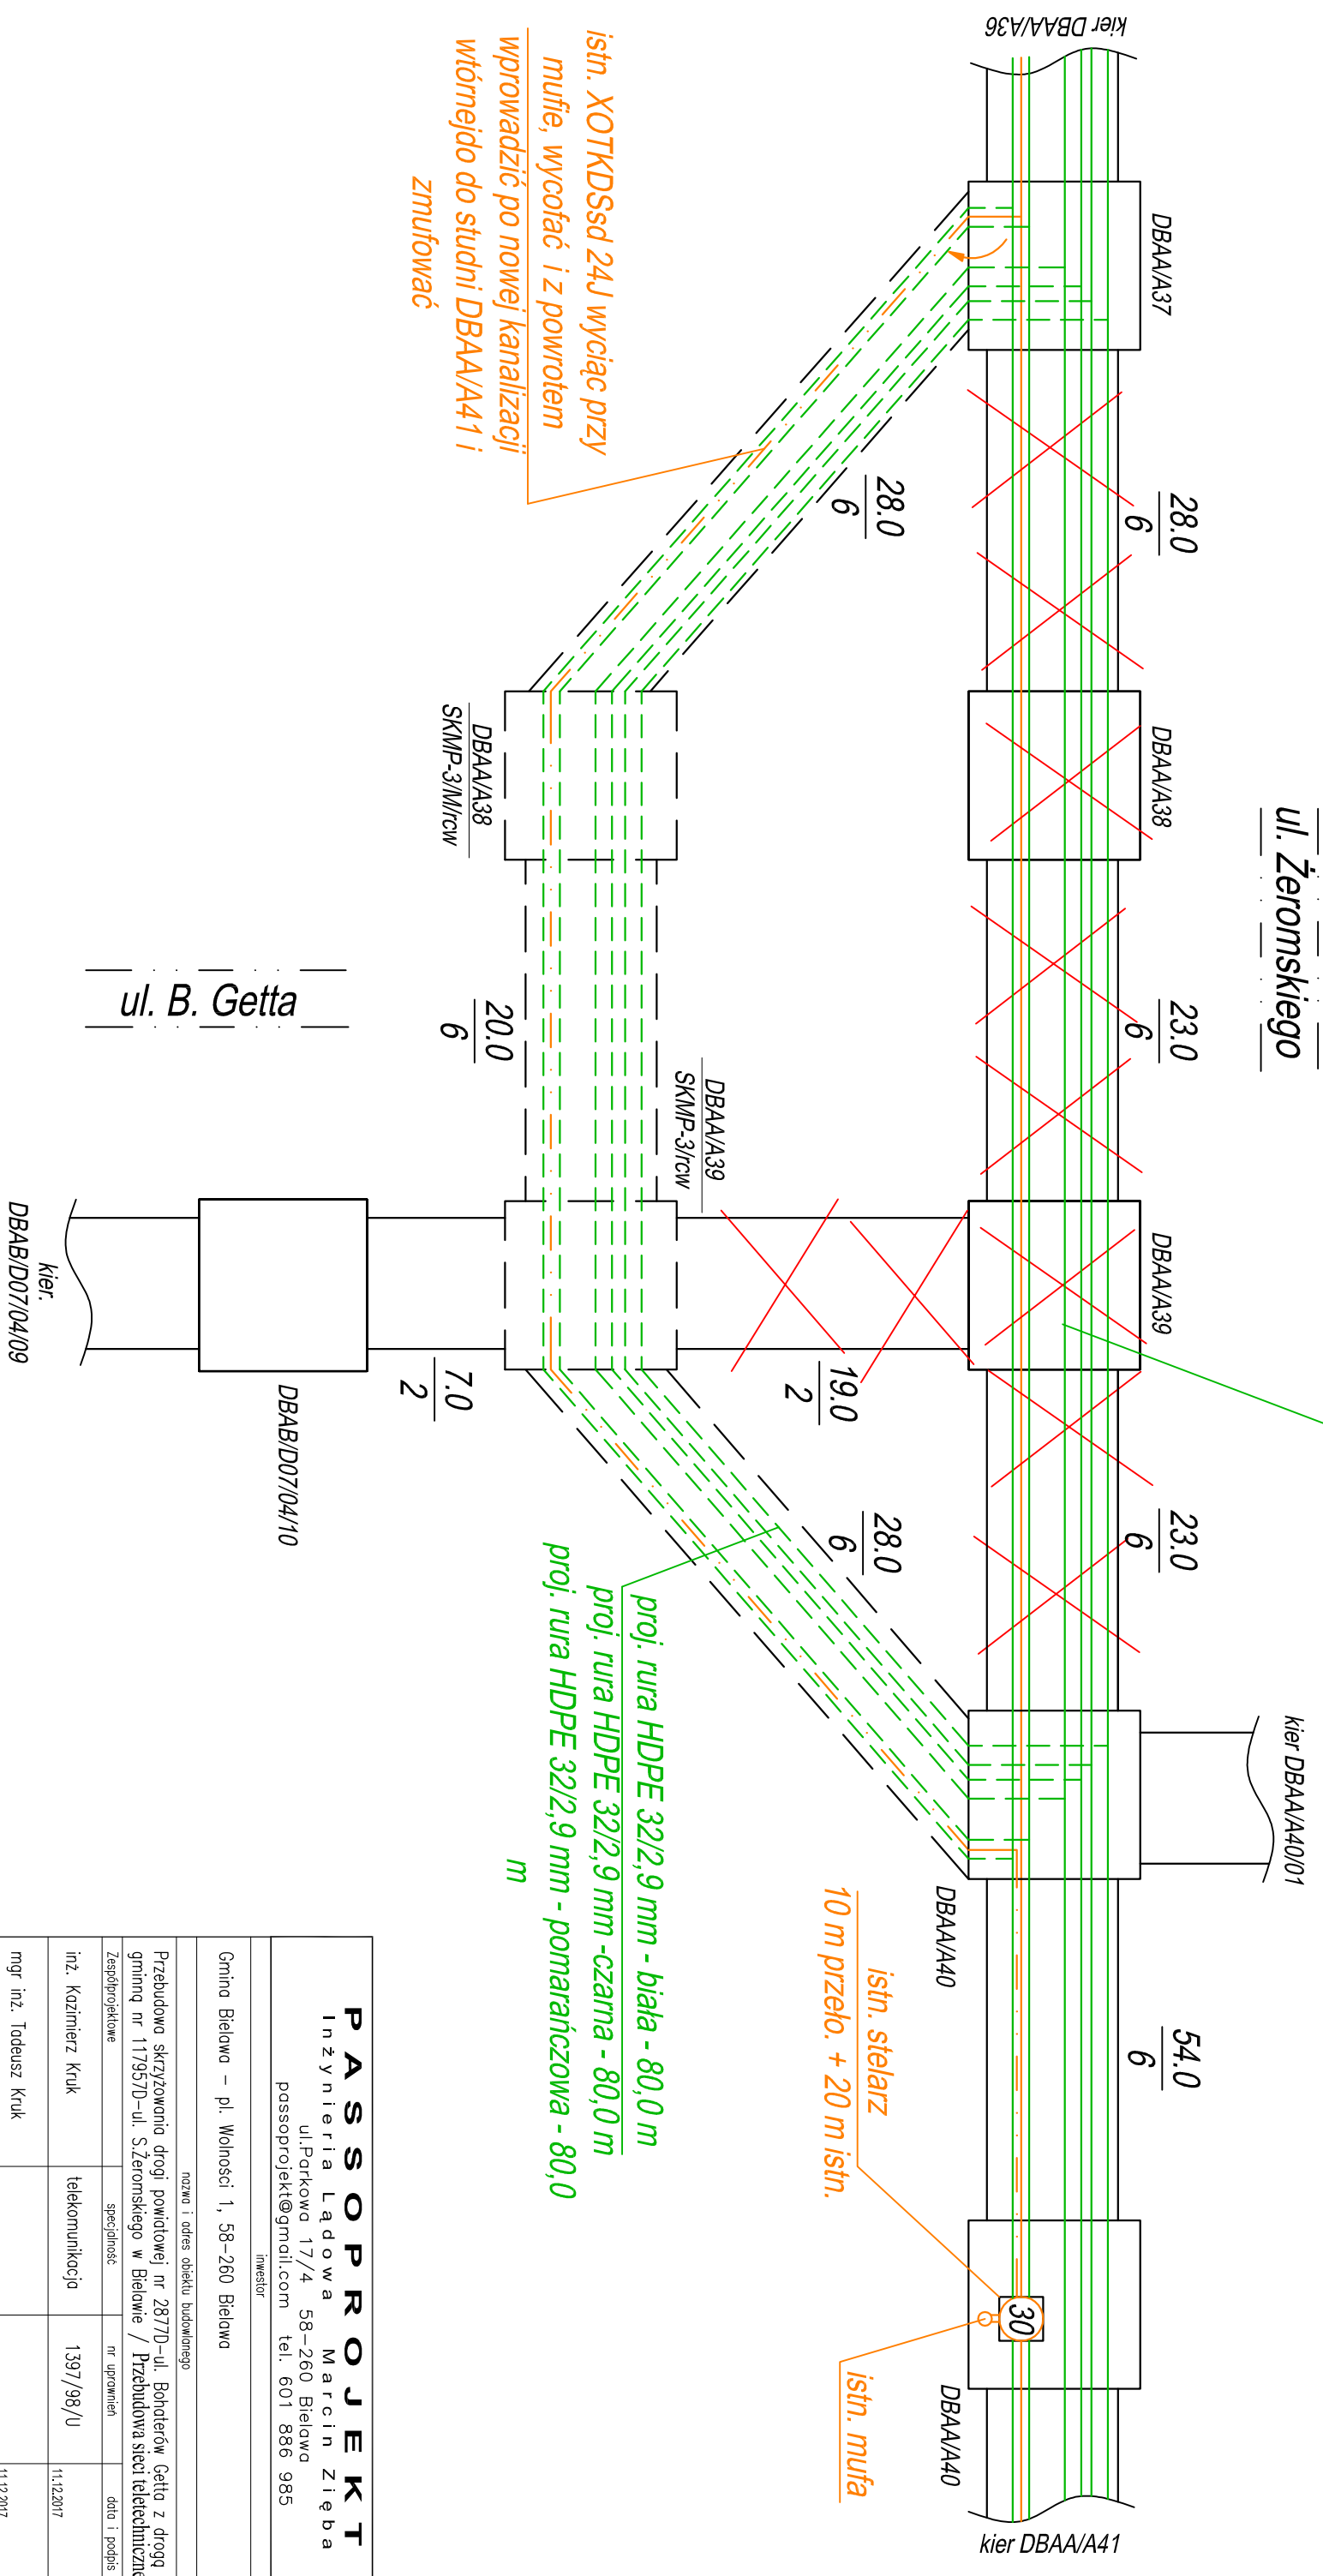 kier DBAA/A36
DBAA/A37
28.0
6
DBAA/A38
ul. Żeromskiego
23.0
6
DBAA/A39
23.0
6
kier DBAA/A40/01
DBAA/A40
54.0
6
30
DBAA/A40
kier DBAA/A41
istn. XOTKDSsd 24J wyciąc przy
mufie, wycofać i z powrotem
wprowadzić po nowej kanalizacji
wtórnejdo do studni DBAA/A41 i
zmufować
28.0
6
DBAA/A38
SKMP-3/M/rcw
20.0
6
DBAA/A39
SKMP-3/rcw
19.0
2
28.0
6
7.0
2
ul. B. Getta
DBAB/D07/04/10
kier.
DBAB/D07/04/09
proj. rura HDPE 32/2,9 mm - biała - 80,0 m
proj. rura HDPE 32/2,9 mm -czarna - 80,0 m
proj. rura HDPE 32/2,9 mm - pomarańczowa - 80,0
m
istn. stelarz
10 m przeło. + 20 m istn.
istn. mufa
PASSOPROJEKT
Inżynieria Lądowa Marcin Zięba
ul.Parkowa 17/4 58-260 Bielawa
passoprojekt@gmail.com tel. 601 886 985
inwestor
Gmina Bielawa - pl. Wolności 1, 58-260 Bielawa
nazwa i adres obiektu budowlanego
Przebudowa skrzyżowania drogi powiatowej nr 2877D-ul. Bohaterów Getta z drogą
gminną nr 117957D-ul. S.Żeromskiego w Bielawie / Przebudowa sieci teletechniczne
Zespółprojektowe specjalność nr uprawnień data i podpis
inż. Kazimierz Kruk telekomunikacja 1397/98/U 11.12.2017
mgr inż. Tadeusz Kruk 11.12.2017